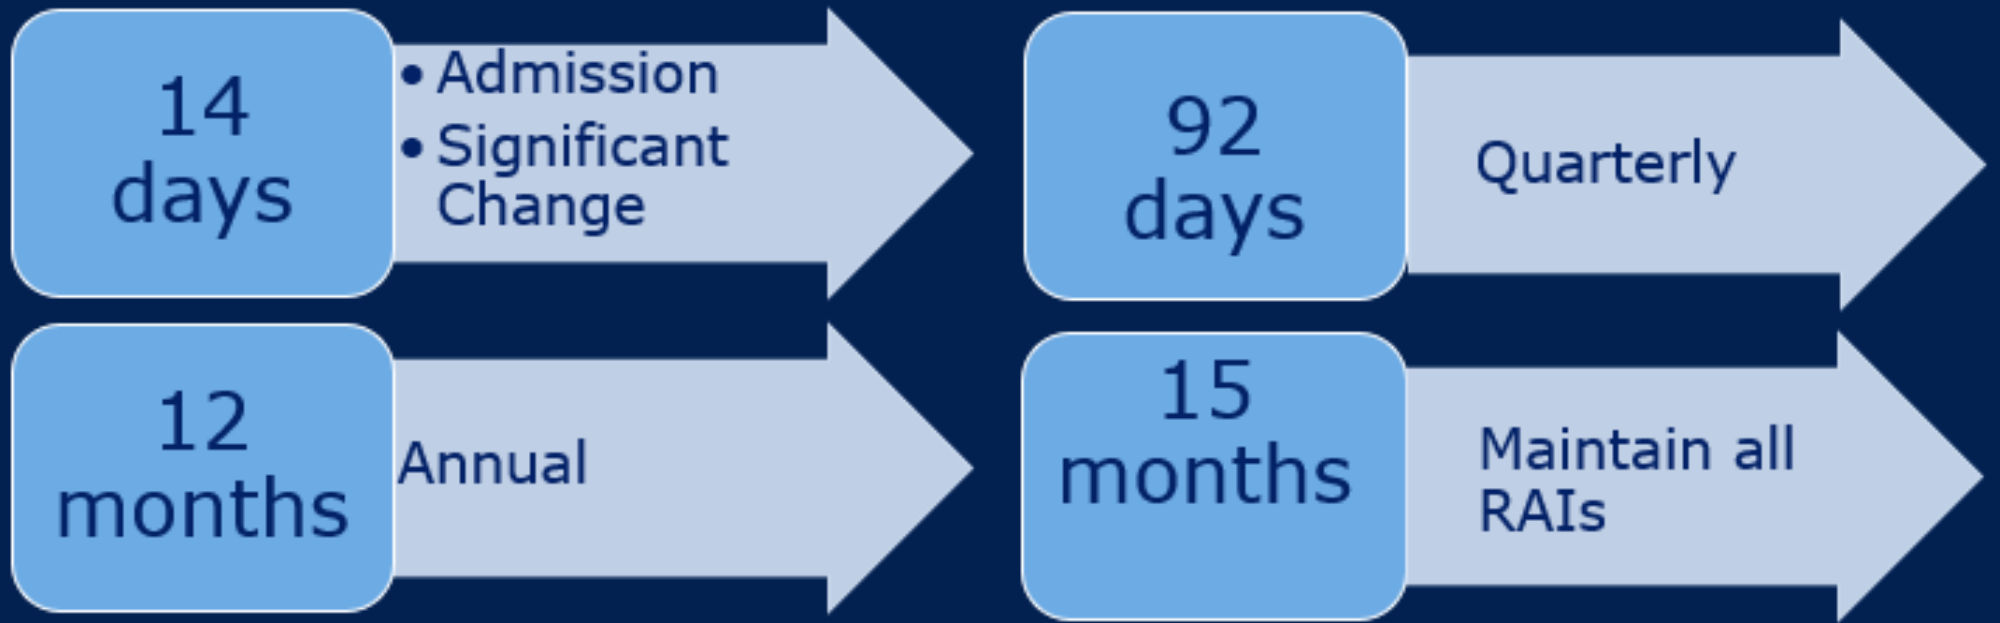 14
days
• Admission
• Significant
Change
92
days
Quarterly
12
months
Annual
15
months
Maintain all
RAIs